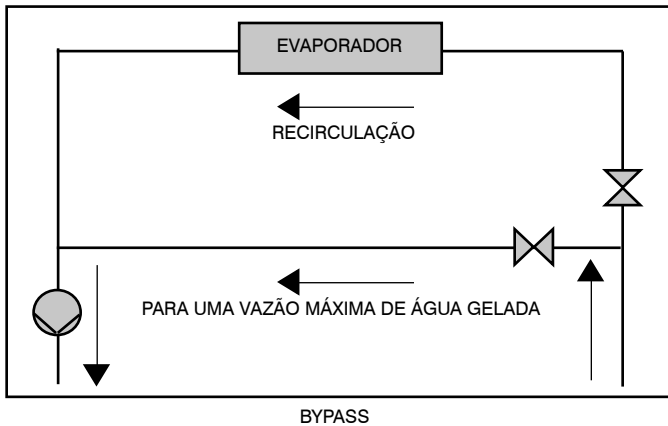 EVAPORADOR
RECIRCULAÇÃO
PARA UMA VAZÃO MÁXIMA DE ÁGUA GELADA
BYPASS